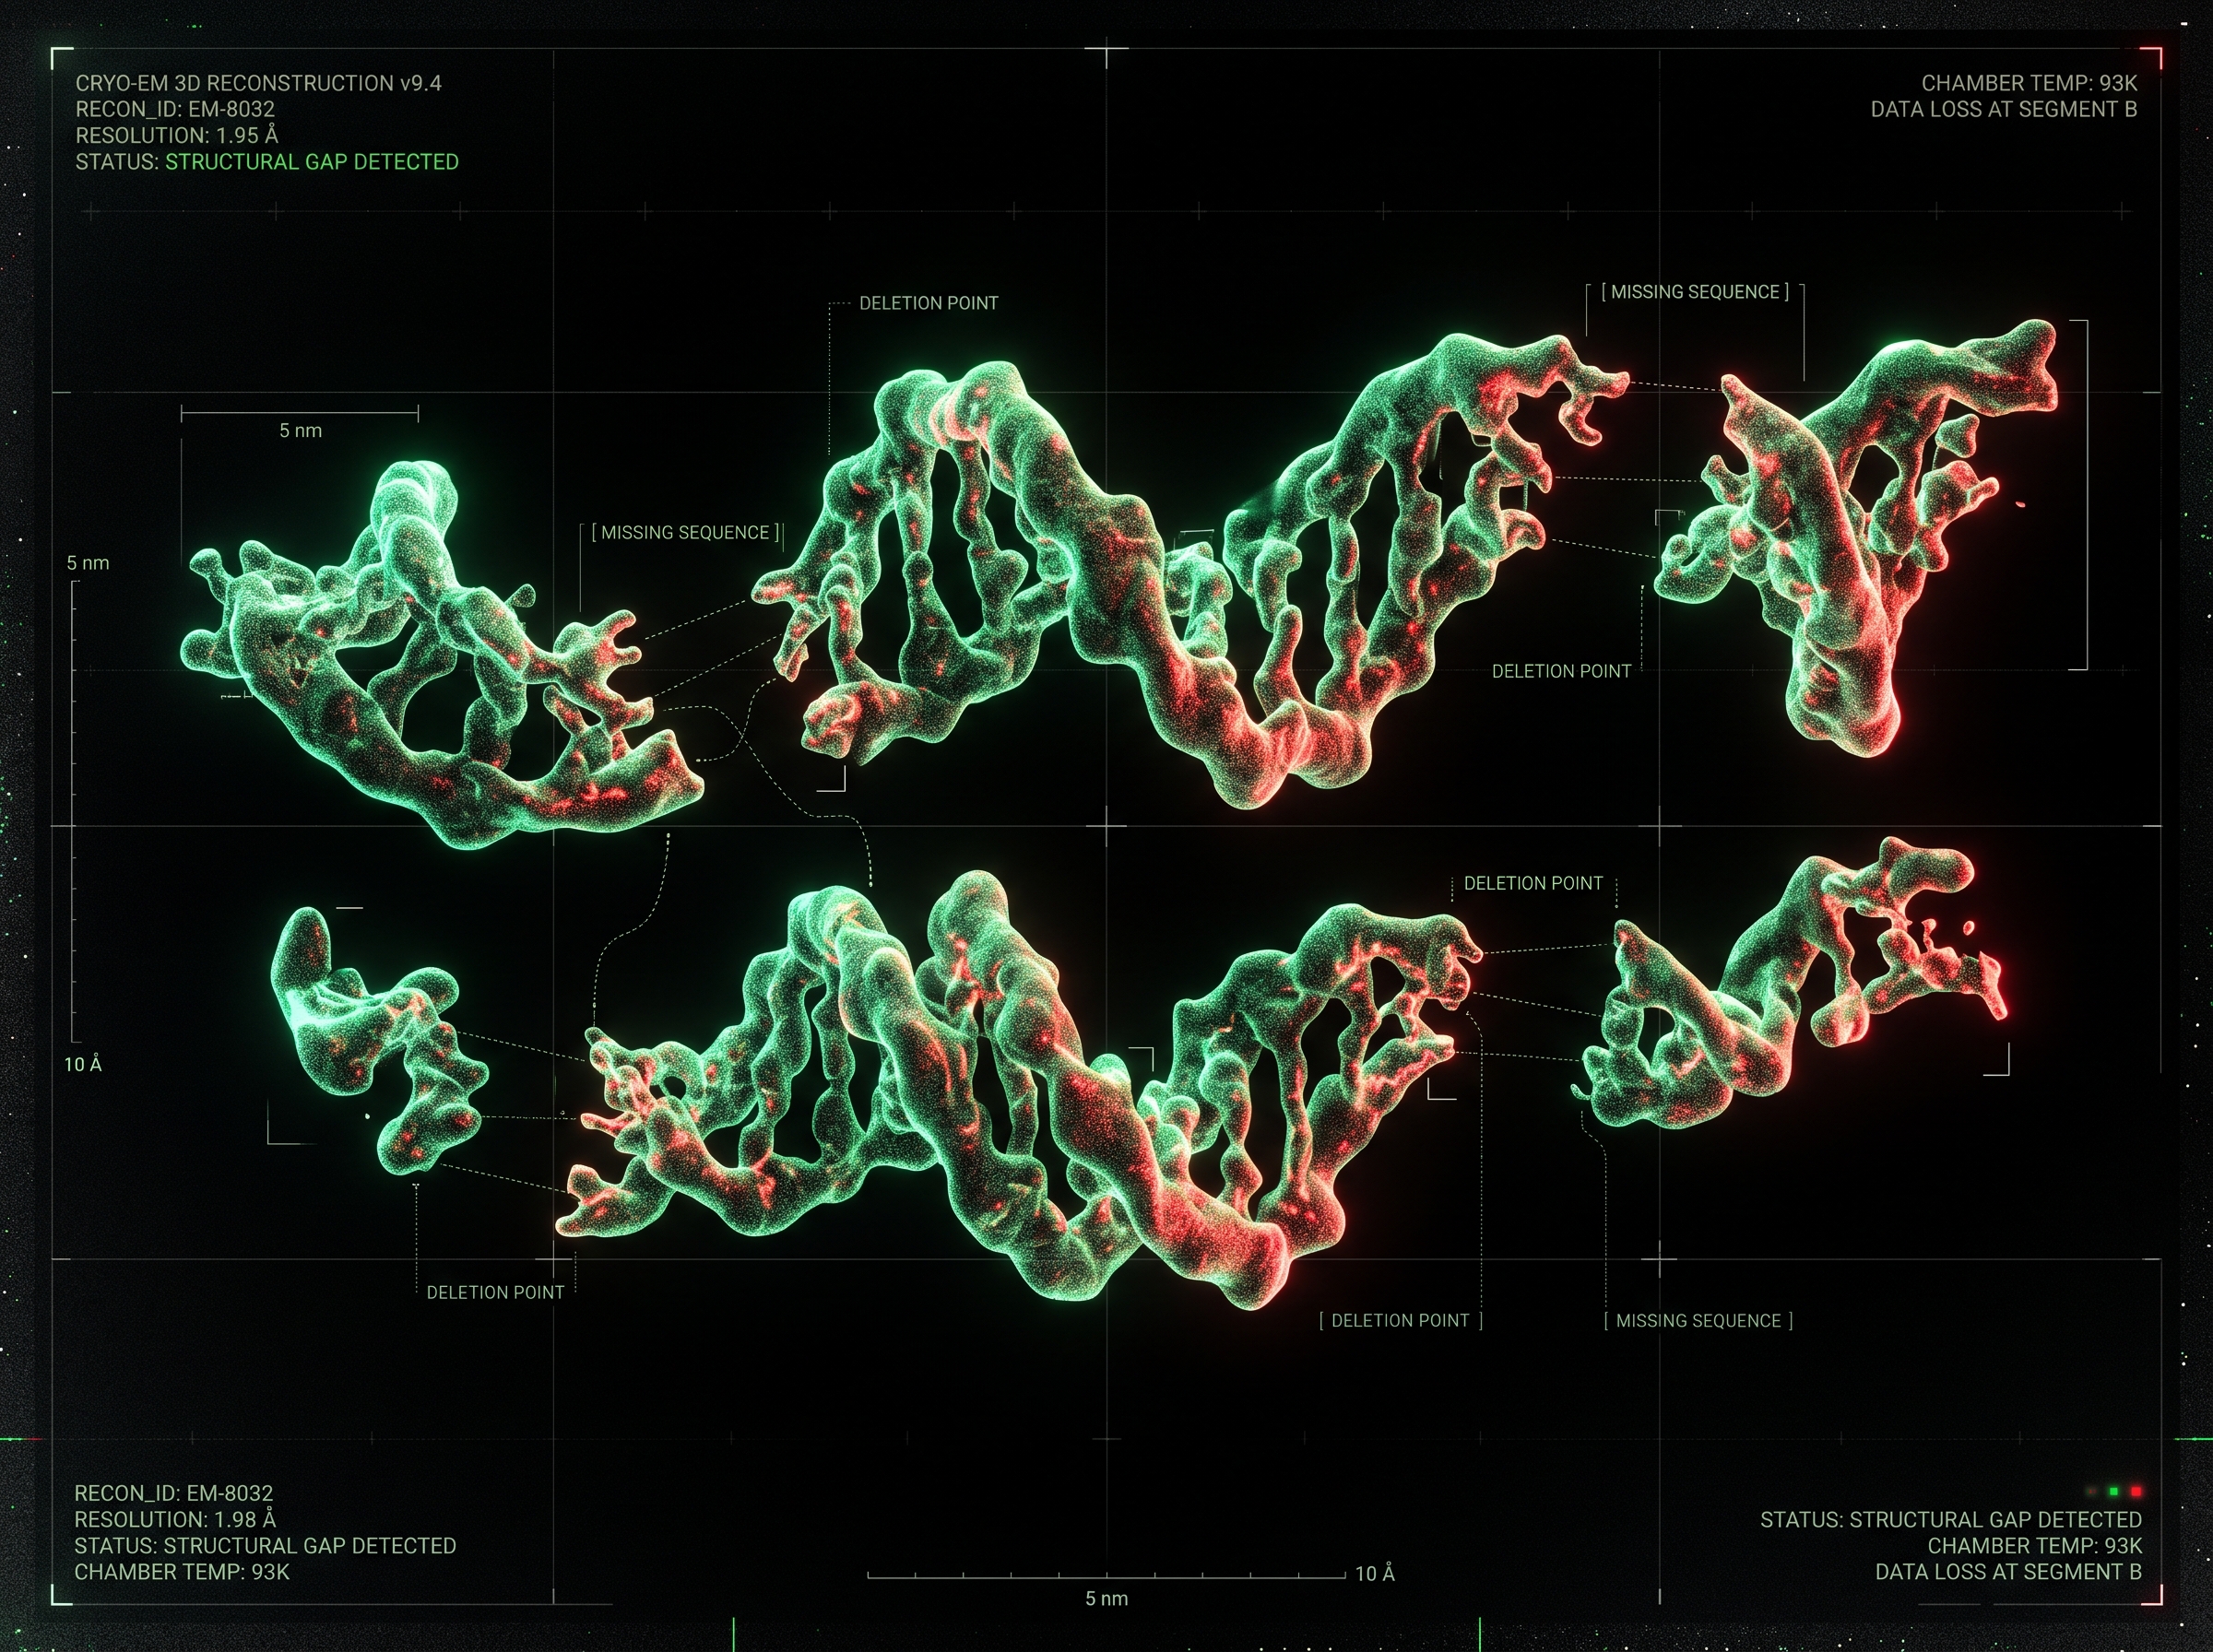 CRYO-EM 3D RECONSTRUCTION v9.4
RECON_ID: EM-8032
RESOLUTION: 1.95 Å
STATUS: STRUCTURAL GAP DETECTED
CHAMBER TEMP: 93K
DATA LOSS AT SEGMENT B
[ MISSING SEQUENCE ]
DELETION POINT
5 nm
[ MISSING SEQUENCE ]
5 nm
DELETION POINT
DELETION POINT
10 Å
DELETION POINT
[ DELETION POINT ]
[ MISSING SEQUENCE ]
RECON_ID: EM-8032
RESOLUTION: 1.98 Å
STATUS: STRUCTURAL GAP DETECTED
CHAMBER TEMP: 93K
STATUS: STRUCTURAL GAP DETECTED
CHAMBER TEMP: 93K
DATA LOSS AT SEGMENT B
10 Å
5 nm